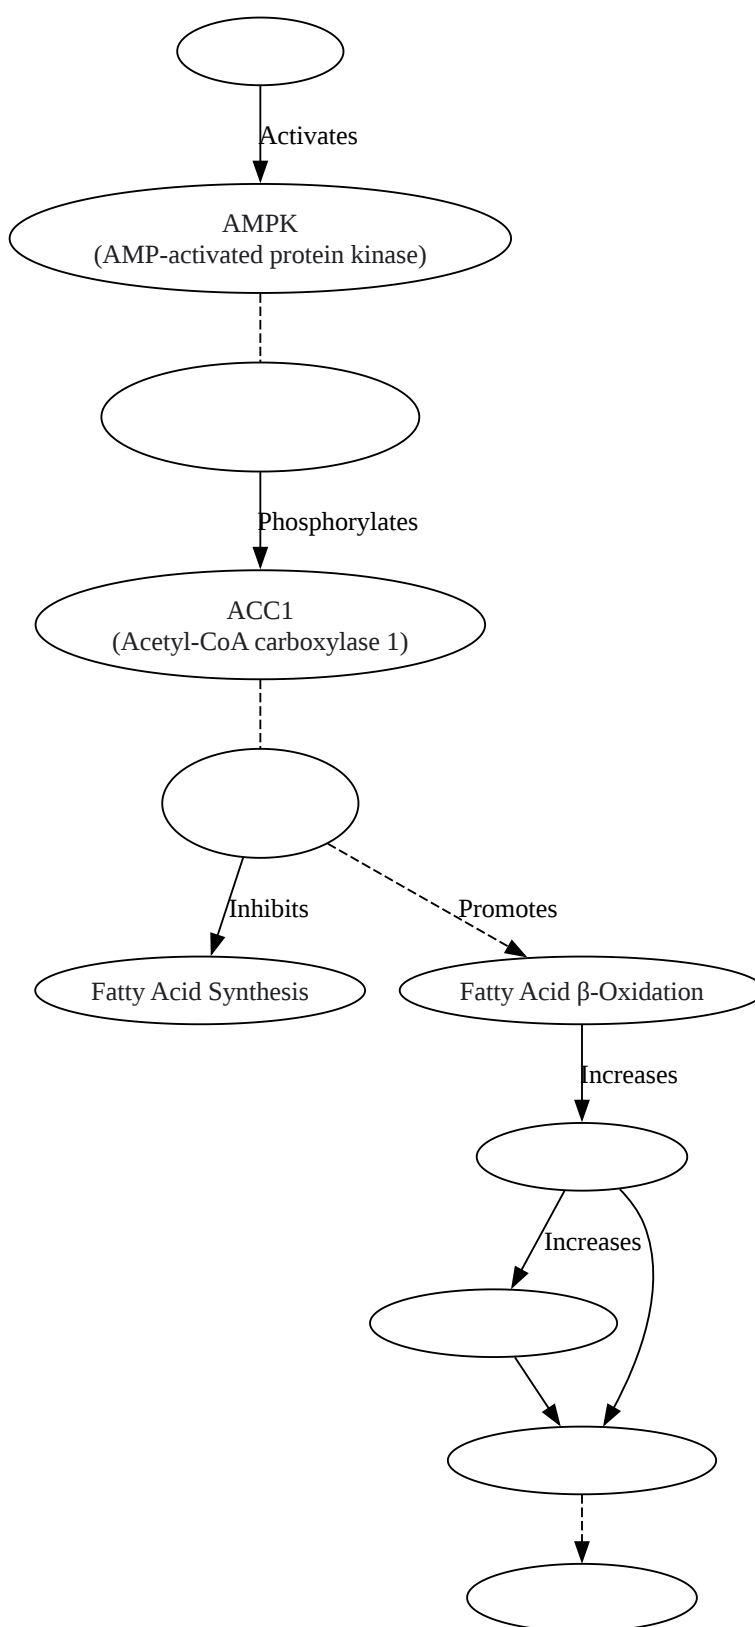 Activates
AMPK
(AMP-activated protein kinase)
Phosphorylates
ACC1
(Acetyl-CoA carboxylase 1)
Inhibits
Promotes
Fatty Acid Synthesis
Fatty Acid β-Oxidation
Increases
Increases